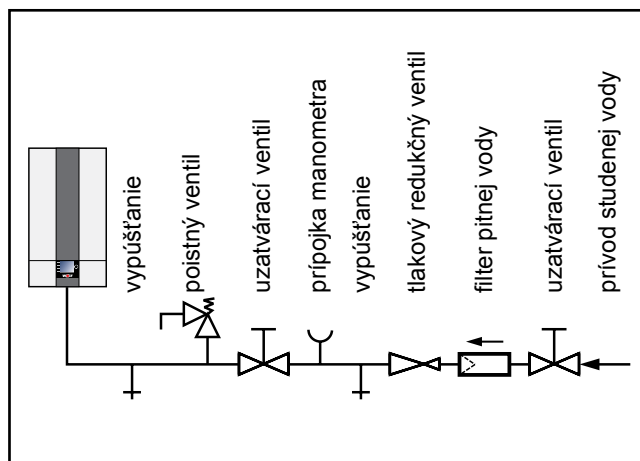 vypúšťanie
poistný ventil
uzatvárací ventil
prípojka manometra
vypúšťanie
tlakový redukčný ventil
filter pitnej vody
uzatvárací ventil
prívod studenej vody